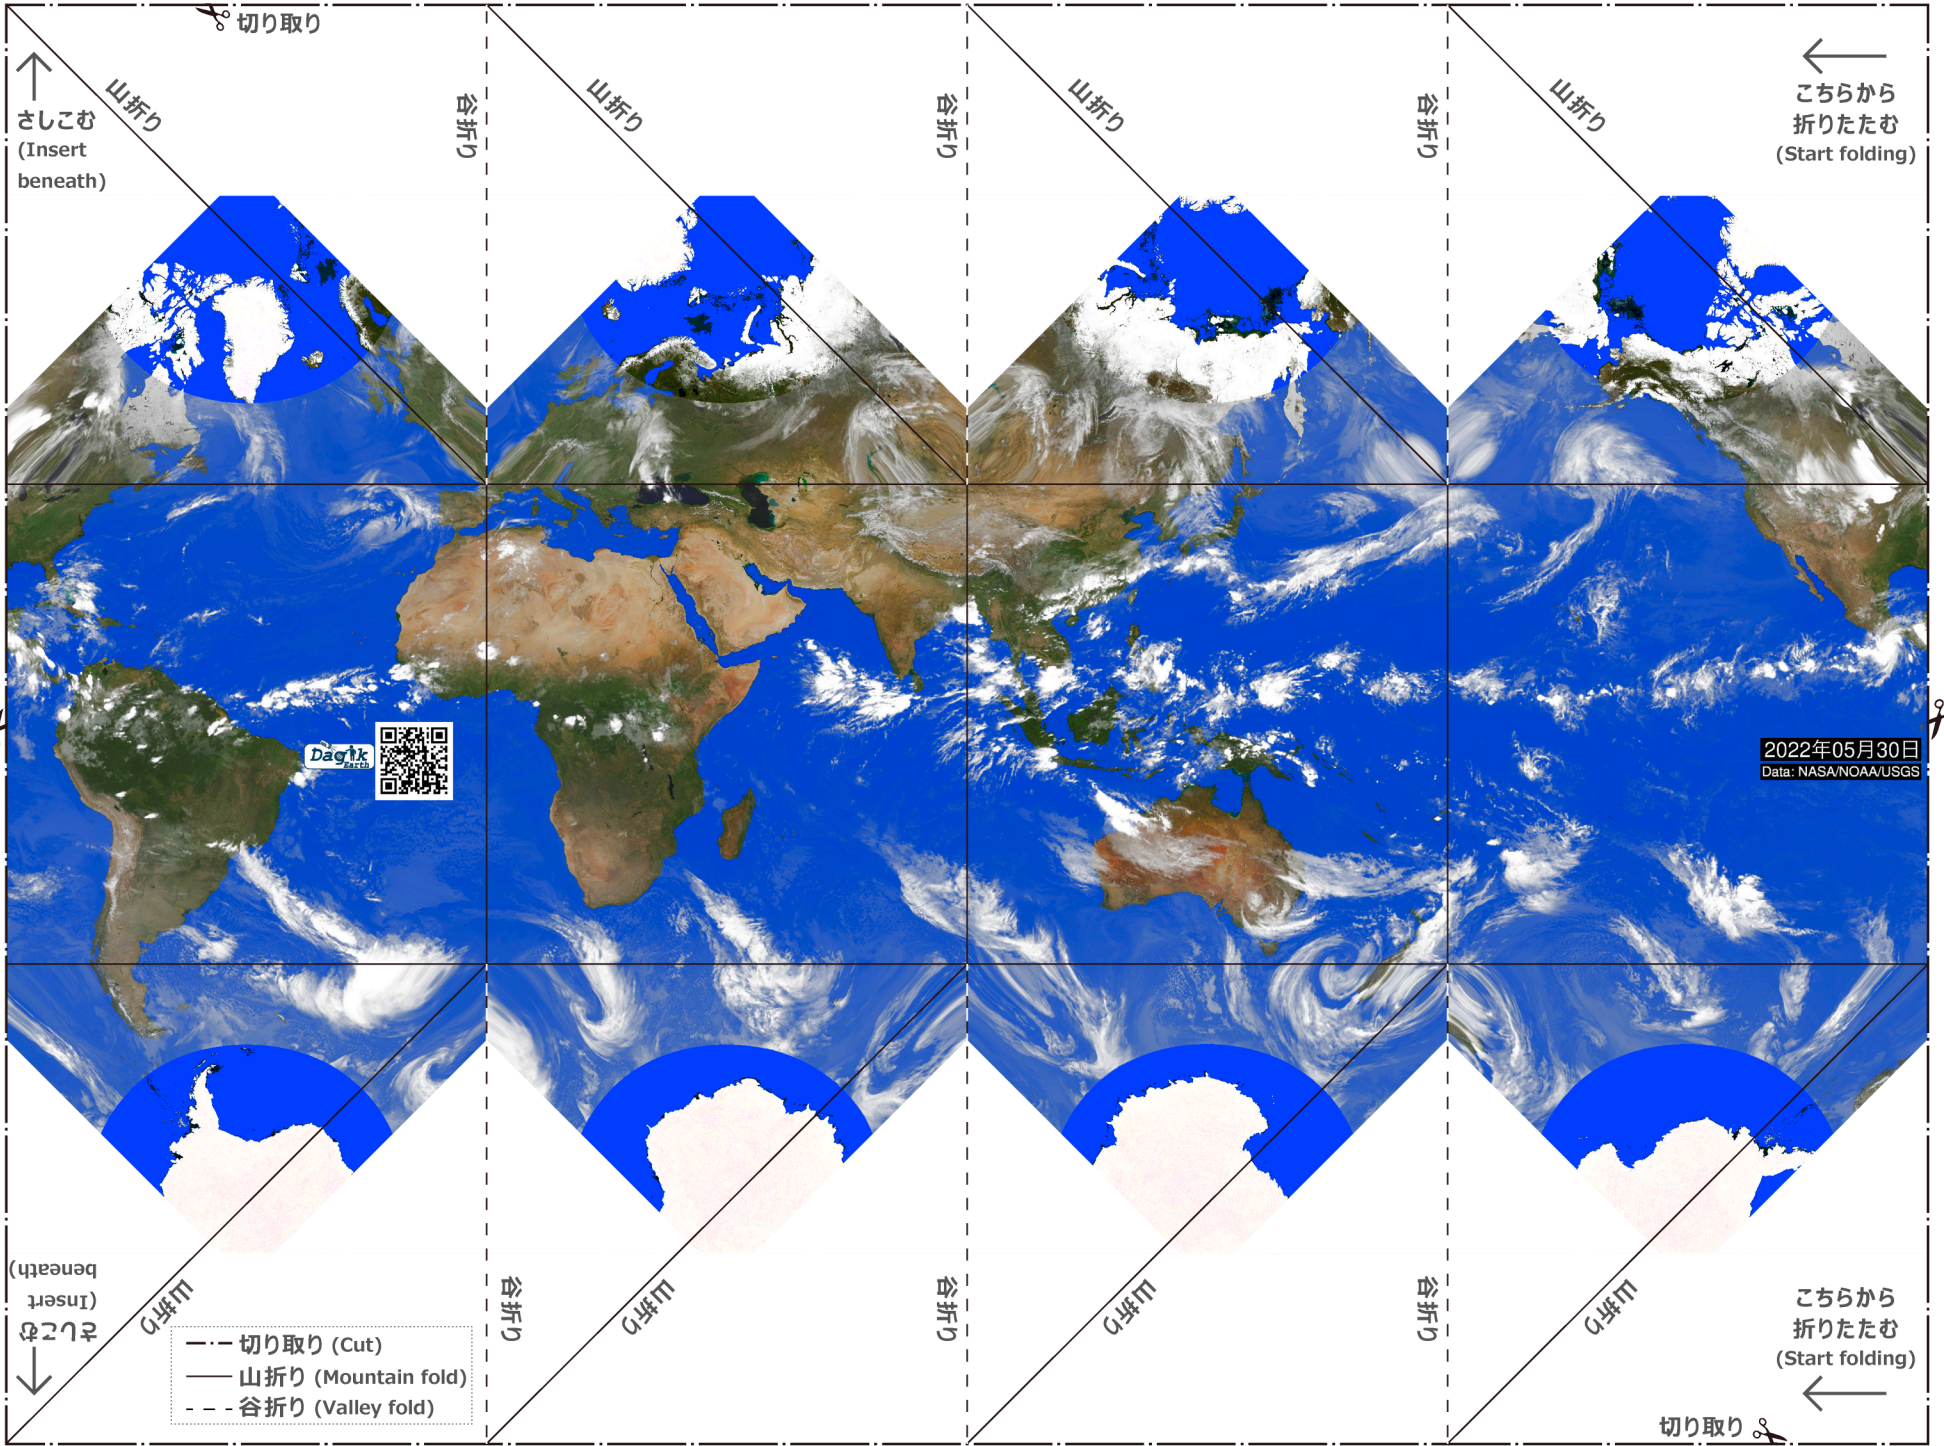 切り取り
山折り
谷折り
山折り
谷折り
山折り
谷折り
山折り
さしこむ
(Insert
beneath)
こちらから
折りたたむ
(Start folding)
Dagik
Earth
2022年05月30日
Data: NASA/NOAA/USGS
さしこむ
(Insert
beneath)
山折り
谷折り
山折り
谷折り
山折り
谷折り
山折り
こちらから
折りたたむ
(Start folding)
切り取り (Cut)
山折り (Mountain fold)
谷折り (Valley fold)
切り取り